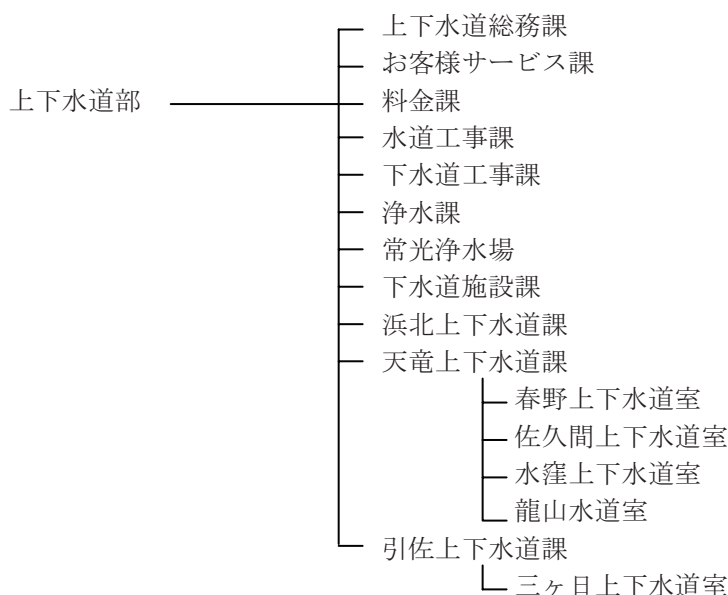 上下水道総務課
お客様サービス課
上下水道部
料金課
水道工事課
下水道工事課
浄水課
常光浄水場
下水道施設課
浜北上下水道課
天竜上下水道課
春野上下水道室
佐久間上下水道室
水窪上下水道室
龍山水道室
引佐上下水道課
三ヶ日上下水道室